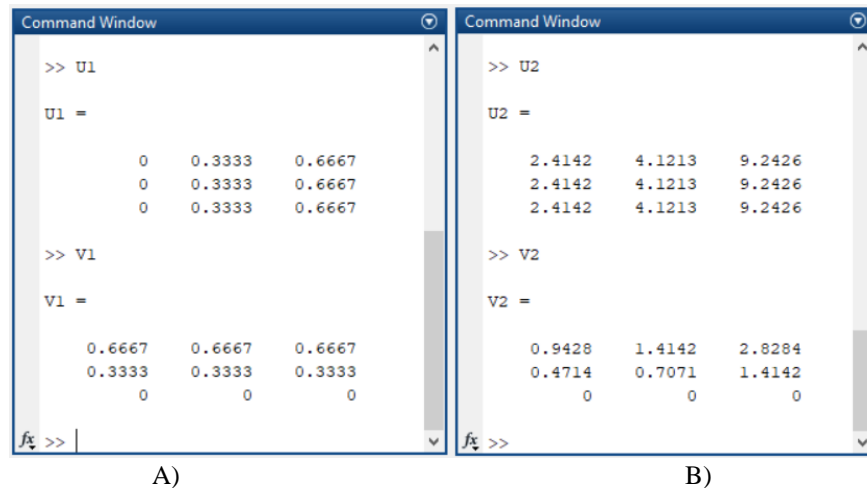 Command Window
>> U1
U1 =
0 0.3333 0.6667
0 0.3333 0.6667
0 0.3333 0.6667
>> V1
V1 =
0.6667 0.6667 0.6667
0.3333 0.3333 0.3333
0 0 0
fx >>
A)
Command Window
>> U2
U2 =
2.4142 4.1213 9.2426
2.4142 4.1213 9.2426
2.4142 4.1213 9.2426
>> V2
V2 =
0.9428 1.4142 2.8284
0.4714 0.7071 1.4142
0 0 0
fx >>
B)